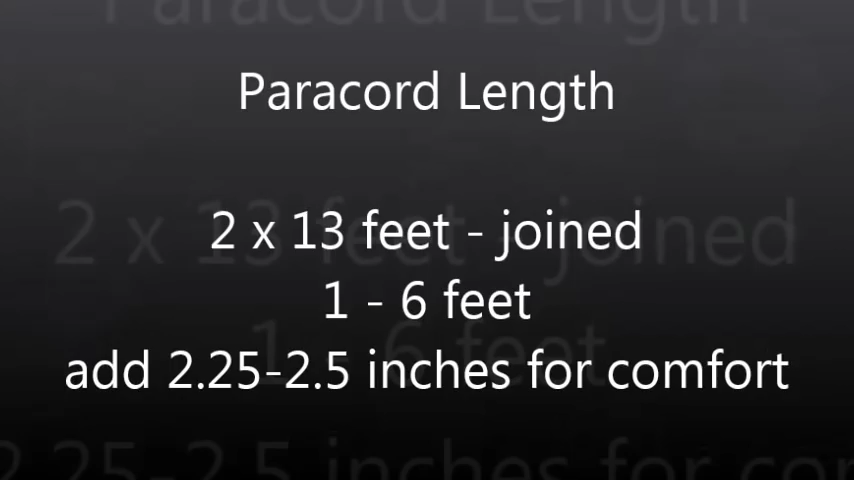 Paracord Length
2 x 13 feet - joined
1 - 6 feet
add 2.25-2.5 inches for comfort